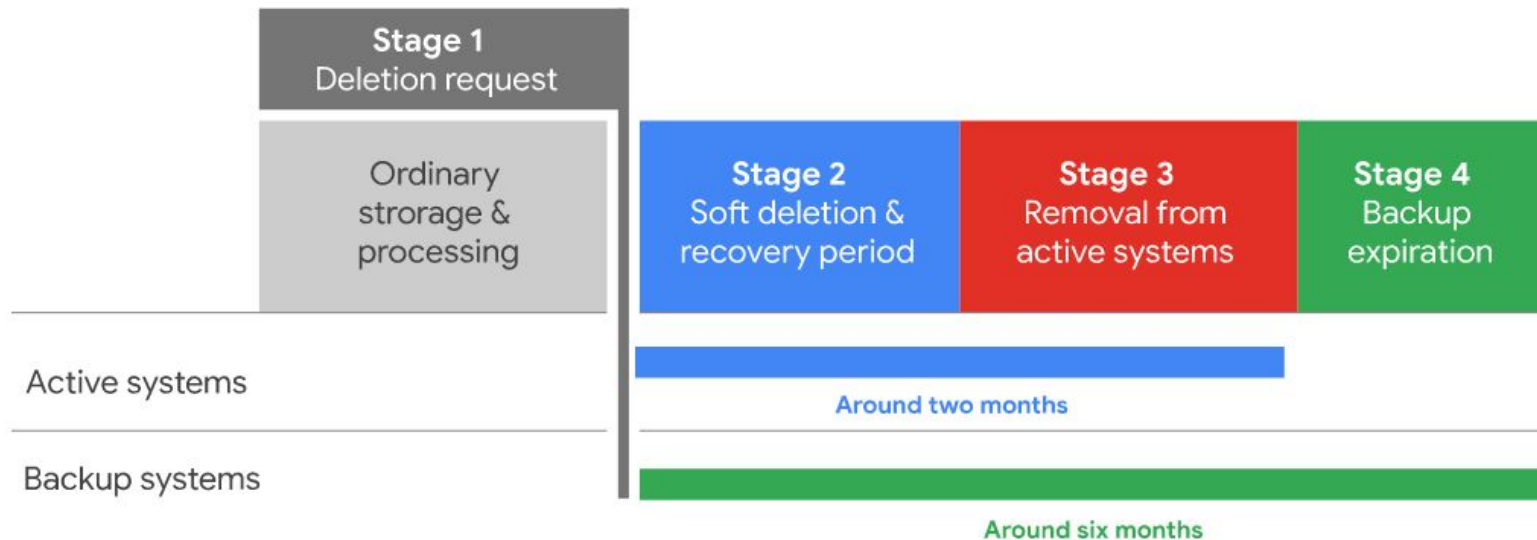 Stage 1
Deletion request
Ordinary
strorage &
processing
Stage 2
Soft deletion &
recovery period
Stage 3
Removal from
active systems
Stage 4
Backup
expiration
Active systems
Around two months
Backup systems
Around six months